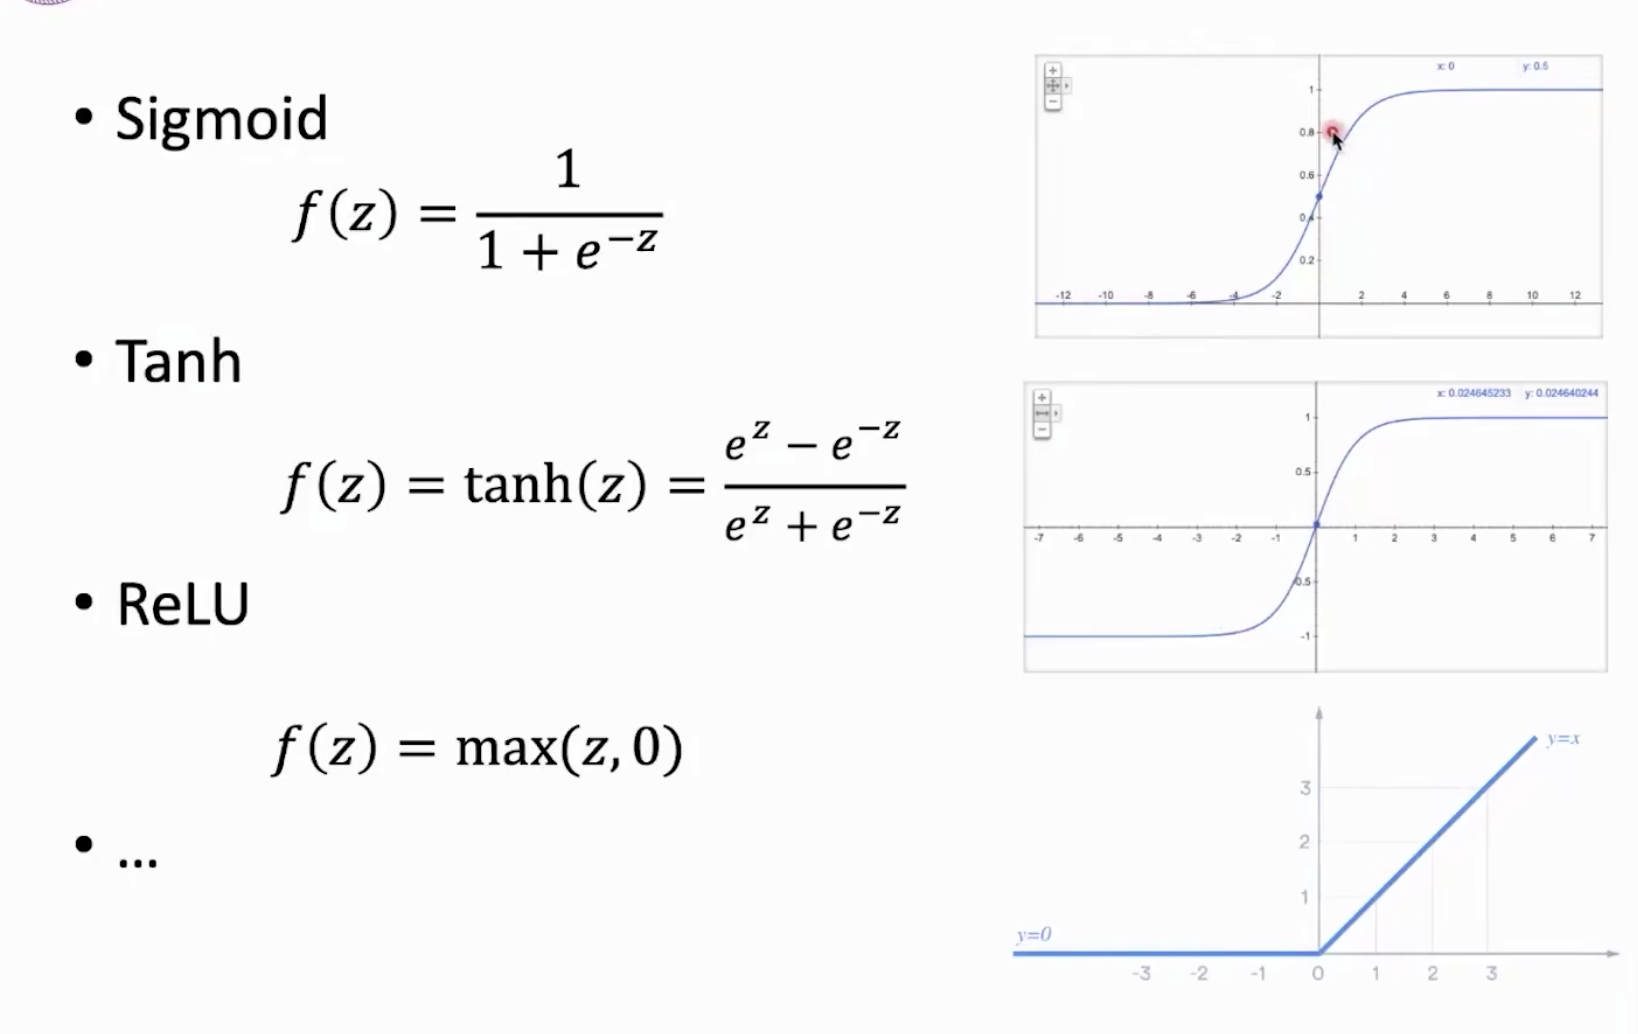 • Sigmoid
f(z) = 1 / (1 + e^{-z})
• Tanh
f(z) = tanh(z) = (e^z − e^{-z}) / (e^z + e^{-z})
• ReLU
f(z) = max(z, 0)
• ...
x: 0 y: 0.5
1
0.8
0.6
0.4
0.2
-12 -10 -8 -6 -4 -2 2 4 6 8 10 12
x: 0.024645233 y: 0.024640244
1
0.5
-7 -6 -5 -4 -3 -2 -1 1 2 3 4 5 6 7
-0.5
-1
y=x
3
2
1
y=0
-3 -2 -1 0 1 2 3